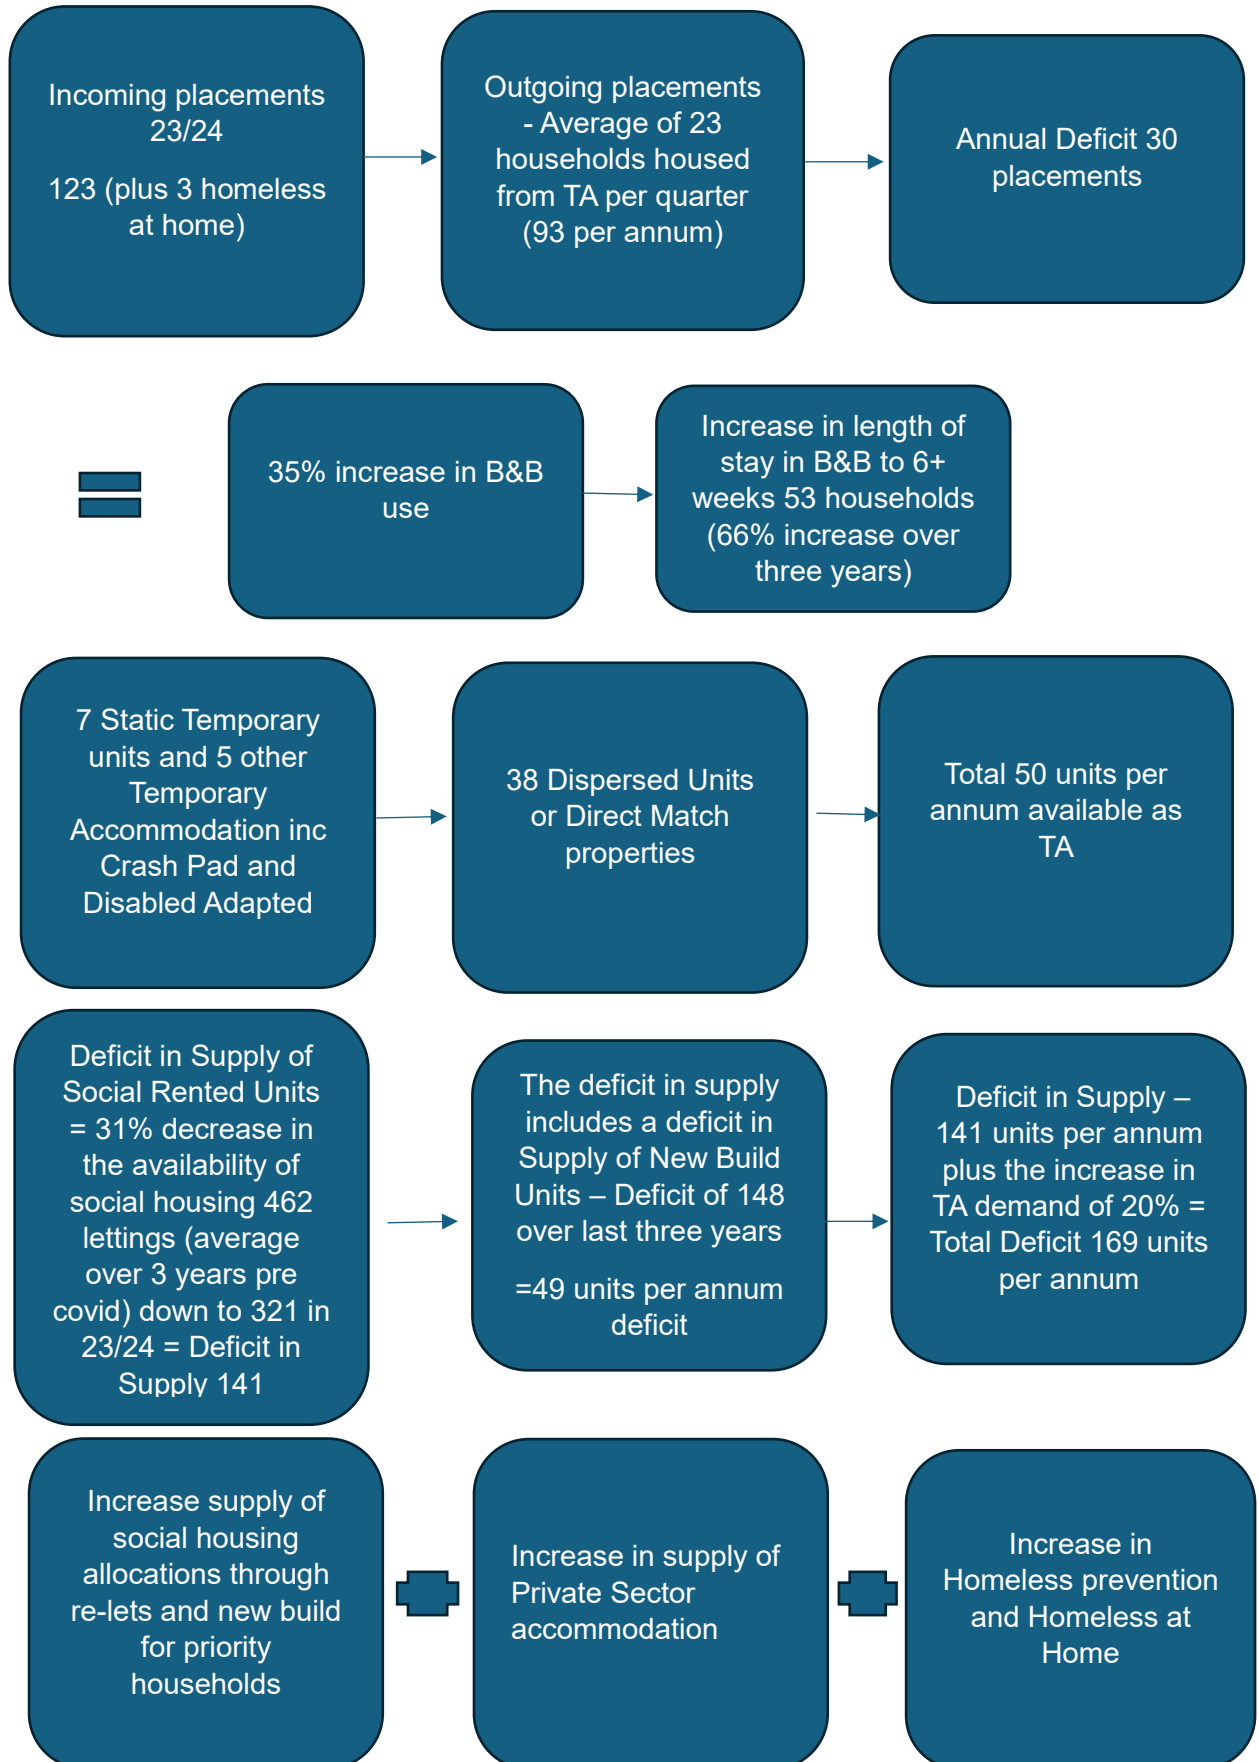 Incoming placements
23/24
123 (plus 3 homeless
at home)
Outgoing placements
- Average of 23
households housed
from TA per quarter
(93 per annum)
Annual Deficit 30
placements
35% increase in B&B
use
Increase in length of
stay in B&B to 6+
weeks 53 households
(66% increase over
three years)
7 Static Temporary
units and 5 other
Temporary
Accommodation inc
Crash Pad and
Disabled Adapted
38 Dispersed Units
or Direct Match
properties
Total 50 units per
annum available as
TA
Deficit in Supply of
Social Rented Units
= 31% decrease in
the availability of
social housing 462
lettings (average
over 3 years pre
covid) down to 321 in
23/24 = Deficit in
Supply 141
The deficit in supply
includes a deficit in
Supply of New Build
Units – Deficit of 148
over last three years
=49 units per annum
deficit
Deficit in Supply –
141 units per annum
plus the increase in
TA demand of 20% =
Total Deficit 169 units
per annum
Increase supply of
social housing
allocations through
re-lets and new build
for priority
households
Increase in supply of
Private Sector
accommodation
Increase in
Homeless prevention
and Homeless at
Home